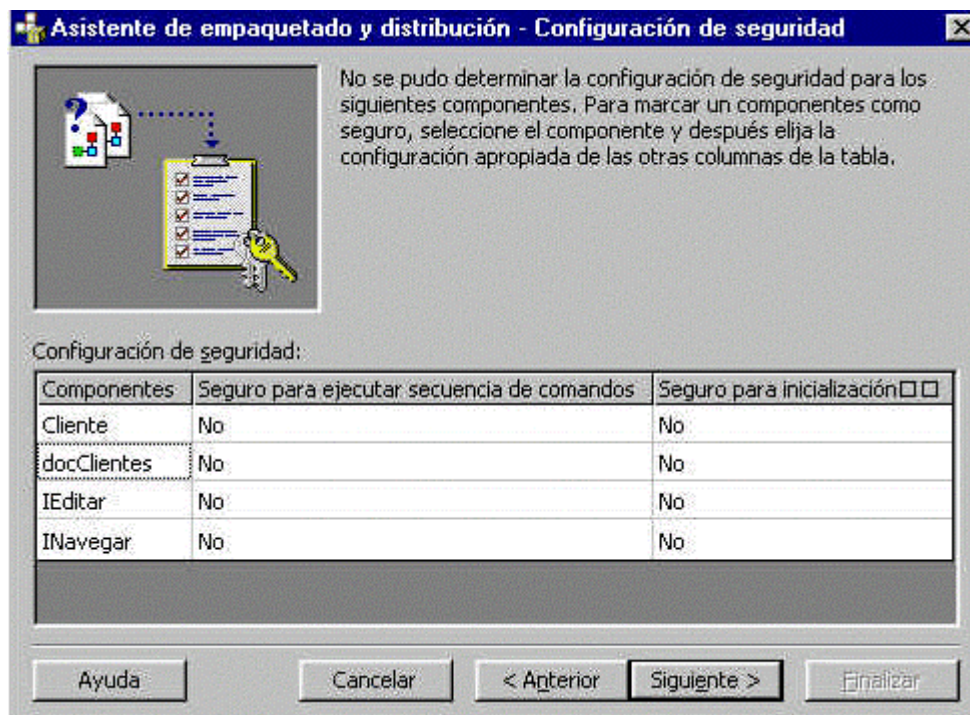 Asistente de empaquetado y distribución - Configuración de seguridad
No se pudo determinar la configuración de seguridad para los
siguientes componentes. Para marcar un componentes como
seguro, seleccione el componente y después elija la
configuración apropiada de las otras columnas de la tabla.
Configuración de seguridad:
Componentes Seguro para ejecutar secuencia de comandos Seguro para inicialización
Cliente No No
docClientes No No
IEditar No No
INavegar No No
Ayuda Cancelar < Anterior Siguiente > Finalizar